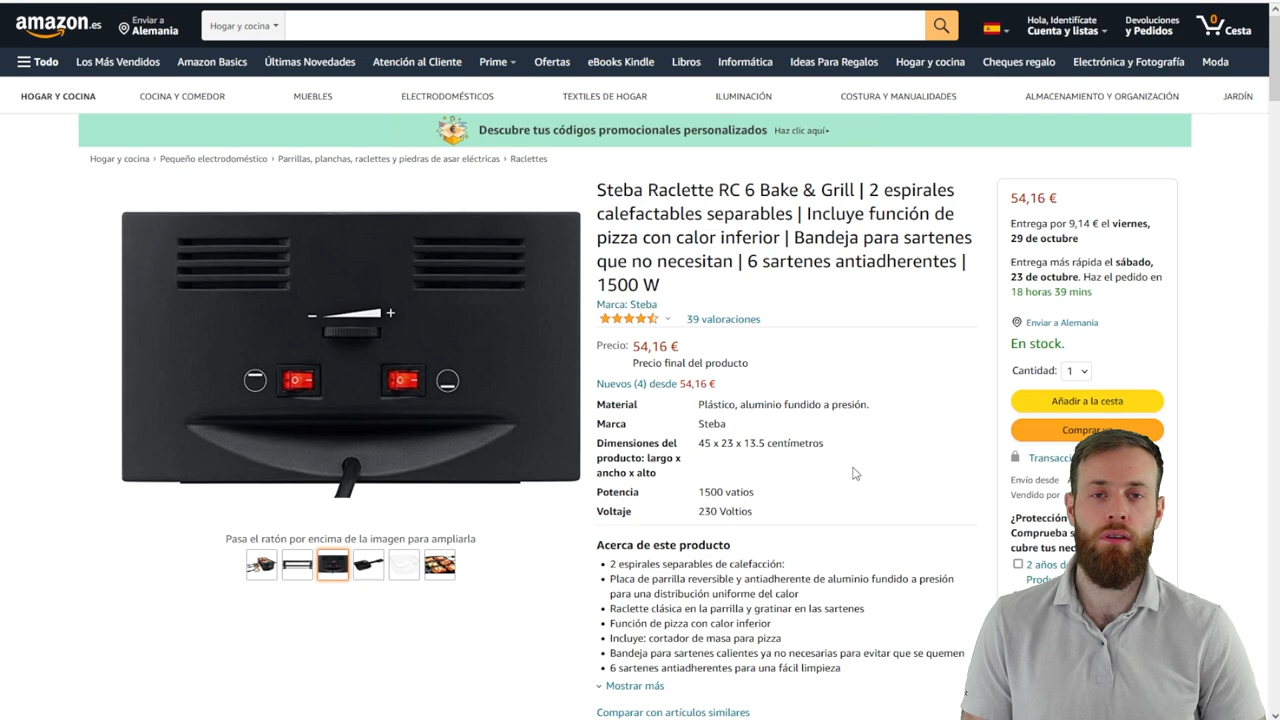 amazon.es
Enviar a
Alemania
Hogar y cocina
Hola, Identifícate
Cuenta y listas
Devoluciones
y Pedidos
0
Cesta
Todo
Los Más Vendidos
Amazon Basics
Últimas Novedades
Atención al Cliente
Prime
Ofertas
eBooks Kindle
Libros
Informática
Ideas Para Regalos
Hogar y cocina
Cheques regalo
Electrónica y Fotografía
Moda
HOGAR Y COCINA
COCINA Y COMEDOR
MUEBLES
ELECTRODOMÉSTICOS
TEXTILES DE HOGAR
ILUMINACIÓN
COSTURA Y MANUALIDADES
ALMACENAMIENTO Y ORGANIZACIÓN
JARDÍN
Descubre tus códigos promocionales personalizados Haz clic aquí
Hogar y cocina › Pequeño electrodoméstico › Parrillas, planchas, raclettes y piedras de asar eléctricas › Raclettes
− +
Pasa el ratón por encima de la imagen para ampliarla
Steba Raclette RC 6 Bake & Grill | 2 espirales
calefactables separables | Incluye función de
pizza con calor inferior | Bandeja para sartenes
que no necesitan | 6 sartenes antiadherentes |
1500 W
Marca: Steba
39 valoraciones
Precio: 54,16 €
Precio final del producto
Nuevos (4) desde 54,16 €
Material Plástico, aluminio fundido a presión.
Marca Steba
Dimensiones del 45 x 23 x 13.5 centímetros
producto: largo x
ancho x alto
Potencia 1500 vatios
Voltaje 230 Voltios
Acerca de este producto
• 2 espirales separables de calefacción:
• Placa de parrilla reversible y antiadherente de aluminio fundido a presión
para una distribución uniforme del calor
• Raclette clásica en la parrilla y gratinar en las sartenes
• Función de pizza con calor inferior
• Incluye: cortador de masa para pizza
• Bandeja para sartenes calientes ya no necesarias para evitar que se quemen
• 6 sartenes antiadherentes para una fácil limpieza
Mostrar más
Comparar con artículos similares
54,16 €
Entrega por 9,14 € el viernes,
29 de octubre
Entrega más rápida el sábado,
23 de octubre. Haz el pedido en
18 horas 39 mins
Enviar a Alemania
En stock.
Cantidad: 1
Añadir a la cesta
Comprar
Transacci
Envío desde
Vendido por
¿Protección
Comprueba s
cubre tus nec
2 años d
Produ